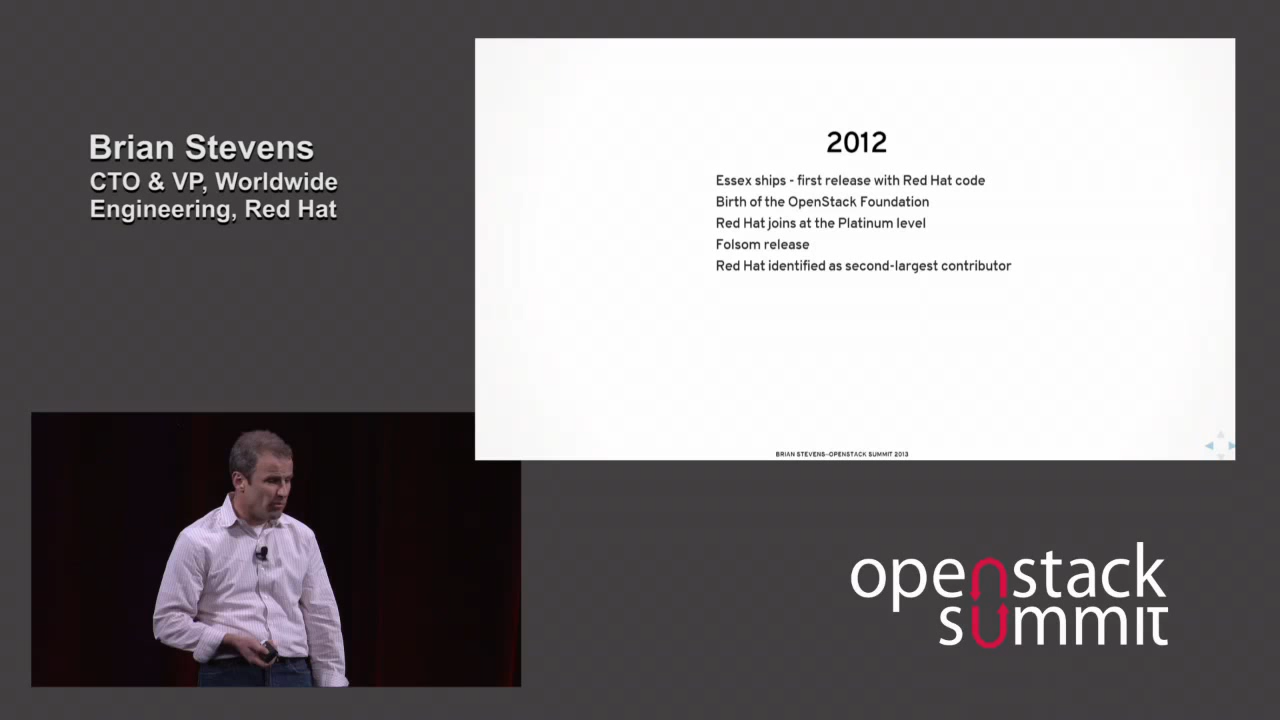 Brian Stevens
CTO & VP, Worldwide
Engineering, Red Hat
2012
Essex ships - first release with Red Hat code
Birth of the OpenStack Foundation
Red Hat joins at the Platinum level
Folsom release
Red Hat identified as second-largest contributor
BRIAN STEVENS-OPENSTACK SUMMIT 2013
openstack
summit